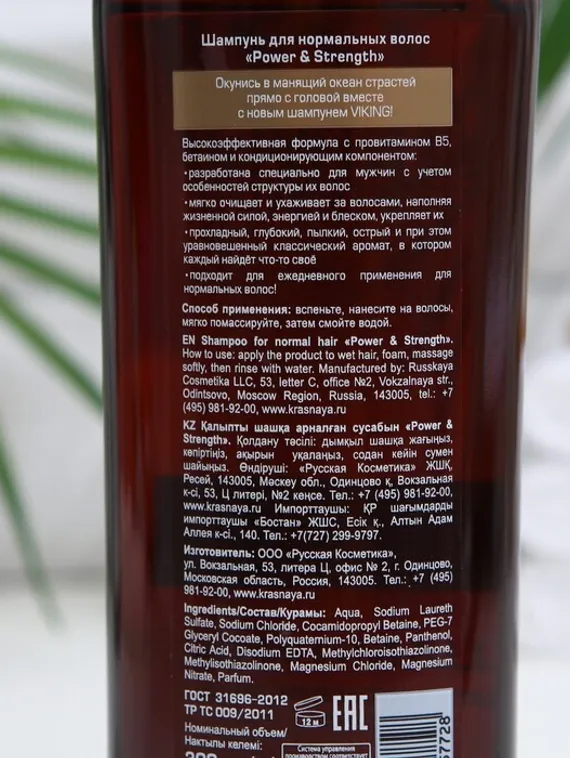 Шампунь для нормальных волос
«Power & Strength»
Окунись в манящий океан страстей
прямо с головой вместе
с новым шампунем VIKING!
Высокоэффективная формула с провитамином В5,
бетаином и кондиционирующим компонентом:
•разработана специально для мужчин с учетом
особенностей структуры их волос
•мягко очищает и ухаживает за волосами, наполняя
жизненной силой, энергией и блеском, укрепляет их
•прохладный, глубокий, пылкий, острый и при этом
уравновешенный классический аромат, в котором
каждый найдёт что-то своё
•подходит для ежедневного применения для
нормальных волос!
Способ применения: вспеньте, нанесите на волосы,
мягко помассируйте, затем смойте водой.
EN Shampoo for normal hair «Power & Strength».
How to use: apply the product to wet hair, foam, massage
softly, then rinse with water. Manufactured by: Russkaya
Cosmetika LLC, 53, letter C, office №2, Vokzalnaya str.,
Odintsovo, Moscow Region, Russia, 143005, tel.: +7
(495) 981-92-00, www.krasnaya.ru
KZ Қалыпты шашқа арналған сусабын «Power &
Strength». Қолдану тәсілі: дымқыл шашқа жағыңыз,
көпіртіңіз, ақырын уқалаңыз, содан кейін сумен
шайыңыз. Өндіруші: «Русская Косметика» ЖШҚ,
Ресей, 143005, Мәскеу обл., Одинцово қ., Вокзальная
к-сі, 53, Ц литері, №2 кеңсе. Тел.: +7 (495) 981-92-00,
www.krasnaya.ru Импорттаушы: ҚР шағымдарды
импорттаушы «Бостан» ЖШС, Есік қ., Алтын Адам
Аллея к-сі., 140. Тел.: +7(727) 299-9797.
Изготовитель: ООО «Русская Косметика»,
ул. Вокзальная, 53, литера Ц, офис № 2, г. Одинцово,
Московская область, Россия, 143005. Тел.: +7 (495)
981-92-00, www.krasnaya.ru
Ingredients/Состав/Курамы: Aqua, Sodium Laureth
Sulfate, Sodium Chloride, Cocamidopropyl Betaine, PEG-7
Glyceryl Cocoate, Polyquaternium-10, Betaine, Panthenol,
Citric Acid, Disodium EDTA, Methylchloroisothiazolinone,
Methylisothiazolinone, Magnesium Chloride, Magnesium
Nitrate, Parfum.
ГОСТ 31696-2012
ТР ТС 009/2011
12 м
EAC
Номинальный объем/
Нақтылы көлемі:
Система управления
производством соответствует
57728